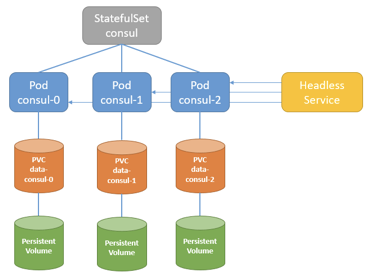 StatefulSet
consul
Pod
consul-0
Pod
consul-1
Pod
consul-2
Headless
Service
PVC
data-
consul-0
PVC
data-
consul-1
PVC
data-
consul-2
Persistent
Volume
Persistent
Volume
Persistent
Volume